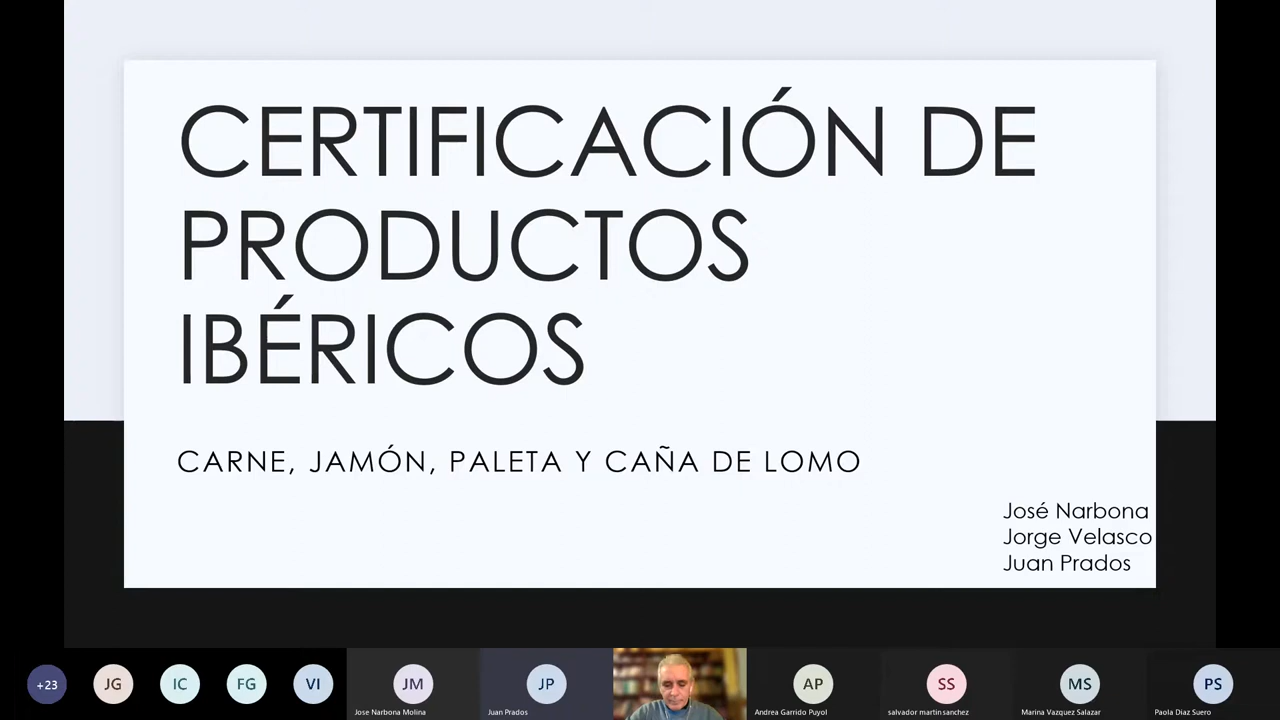 CERTIFICACIÓN DE
PRODUCTOS
IBÉRICOS
CARNE, JAMÓN, PALETA Y CAÑA DE LOMO
José Narbona
Jorge Velasco
Juan Prados
+23
JG
IC
FG
VI
JM
JP
AP
SS
MS
PS
Jose Narbona Molina
Juan Prados
Andrea Garrido Puyol
salvador martin sanchez
Marina Vazquez Salazar
Paola Diaz Suero